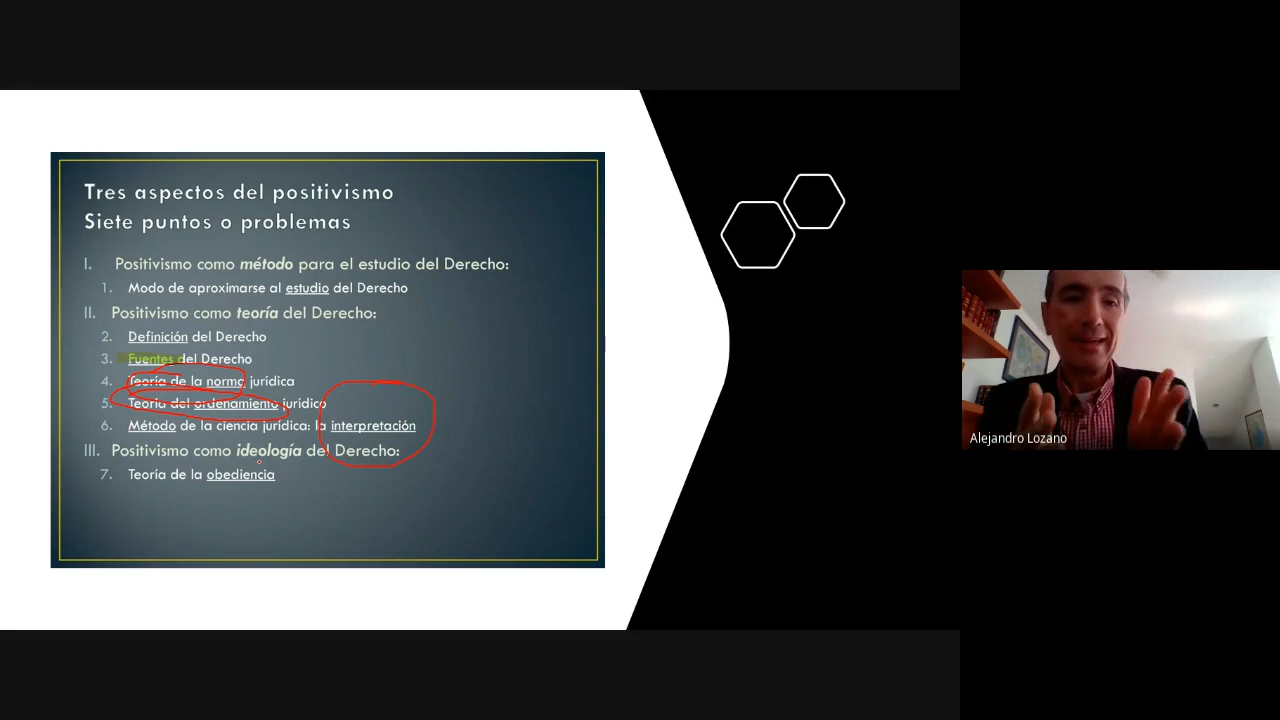 Tres aspectos del positivismo
Siete puntos o problemas
I. Positivismo como método para el estudio del Derecho:
1. Modo de aproximarse al estudio del Derecho
II. Positivismo como teoría del Derecho:
2. Definición del Derecho
3. Fuentes del Derecho
4. Teoría de la norma jurídica
5. Teoría del ordenamiento jurídico
6. Método de la ciencia jurídica: la interpretación
III. Positivismo como ideología del Derecho:
7. Teoría de la obediencia
Alejandro Lozano